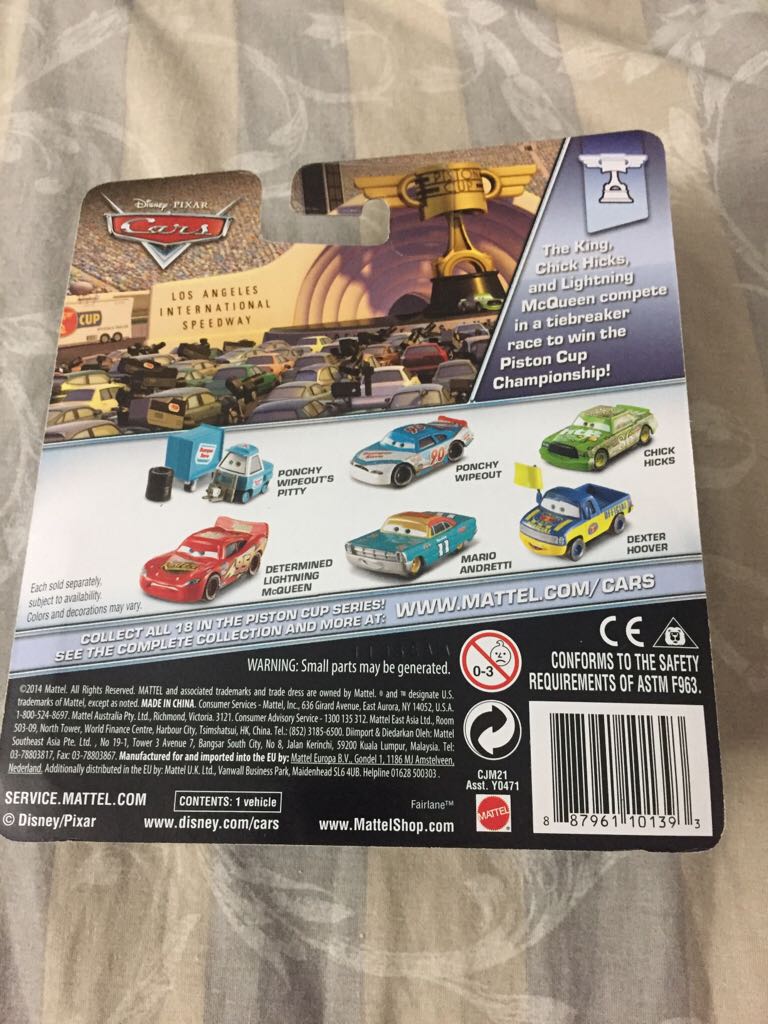 Disney · PIXAR
Cars
PISTON
CUP
LOS ANGELES
INTERNATIONAL
SPEEDWAY
CUP
The King,
Chick Hicks,
and Lightning
McQueen compete
in a tiebreaker
race to win the
Piston Cup
Championship!
PONCHY
WIPEOUT'S
PITTY
90
PONCHY
WIPEOUT
CHICK
HICKS
DETERMINED
LIGHTNING
McQUEEN
11
MARIO
ANDRETTI
DEXTER
HOOVER
Each sold separately,
subject to availability.
Colors and decorations may vary.
COLLECT ALL 18 IN THE PISTON CUP SERIES!
SEE THE COMPLETE COLLECTION AND MORE AT:
WWW.MATTEL.COM/CARS
WARNING: Small parts may be generated.
0-3
CE
CONFORMS TO THE SAFETY
REQUIREMENTS OF ASTM F963.
©2014 Mattel. All Rights Reserved. MATTEL and associated trademarks and trade dress are owned by Mattel. ® and ™ designate U.S.
trademarks of Mattel, except as noted. MADE IN CHINA. Consumer Services - Mattel, Inc., 636 Girard Avenue, East Aurora, NY 14052, U.S.A.
1-800-524-8697. Mattel Australia Pty. Ltd., Richmond, Victoria. 3121. Consumer Advisory Service - 1300 135 312. Mattel East Asia Ltd., Room
503-09, North Tower, World Finance Centre, Harbour City, Tsimshatsui, HK, China. Tel.: (852) 3185-6500. Diimport & Diedarkan Oleh: Mattel
Southeast Asia Pte. Ltd. , No 19-1, Tower 3 Avenue 7, Bangsar South City, No 8, Jalan Kerinchi, 59200 Kuala Lumpur, Malaysia. Tel:
03-78803817, Fax: 03-78803867. Manufactured for and imported into the EU by: Mattel Europa B.V., Gondel 1, 1186 MJ Amstelveen,
Nederland. Additionally distributed in the EU by: Mattel U.K. Ltd., Vanwall Business Park, Maidenhead SL6 4UB. Helpline 01628 500303.
CJM21
Asst. Y0471
SERVICE.MATTEL.COM
CONTENTS: 1 vehicle
Fairlane™
MATTEL
© Disney/Pixar
www.disney.com/cars
www.MattelShop.com
8 87961 10139 3